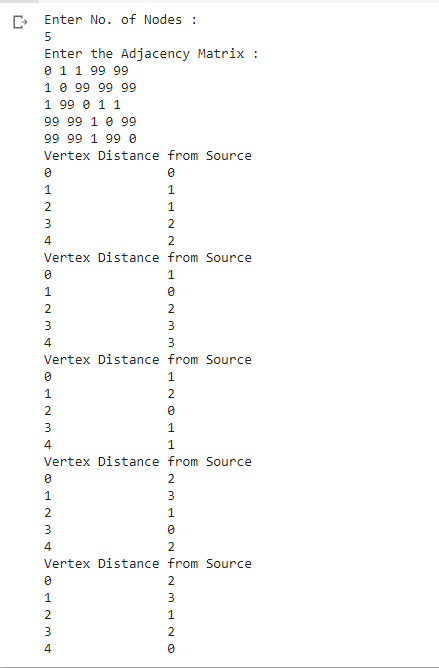 Enter No. of Nodes :
5
Enter the Adjacency Matrix :
0 1 1 99 99
1 0 99 99 99
1 99 0 1 1
99 99 1 0 99
99 99 1 99 0
Vertex Distance from Source
0 0
1 1
2 1
3 2
4 2
Vertex Distance from Source
0 1
1 0
2 2
3 3
4 3
Vertex Distance from Source
0 1
1 2
2 0
3 1
4 1
Vertex Distance from Source
0 2
1 3
2 1
3 0
4 2
Vertex Distance from Source
0 2
1 3
2 1
3 2
4 0